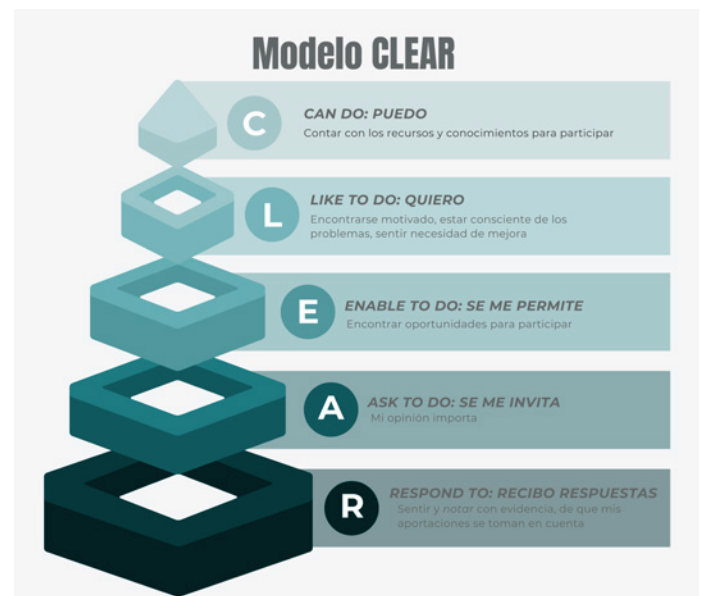 Modelo CLEAR
C
CAN DO: PUEDO
Contar con los recursos y conocimientos para participar
L
LIKE TO DO: QUIERO
Encontrarse motivado, estar consciente de los
problemas, sentir necesidad de mejora
E
ENABLE TO DO: SE ME PERMITE
Encontrar oportunidades para participar
A
ASK TO DO: SE ME INVITA
Mi opinión importa
R
RESPOND TO: RECIBO RESPUESTAS
Sentir y notar con evidencia, de que mis
aportaciones se toman en cuenta